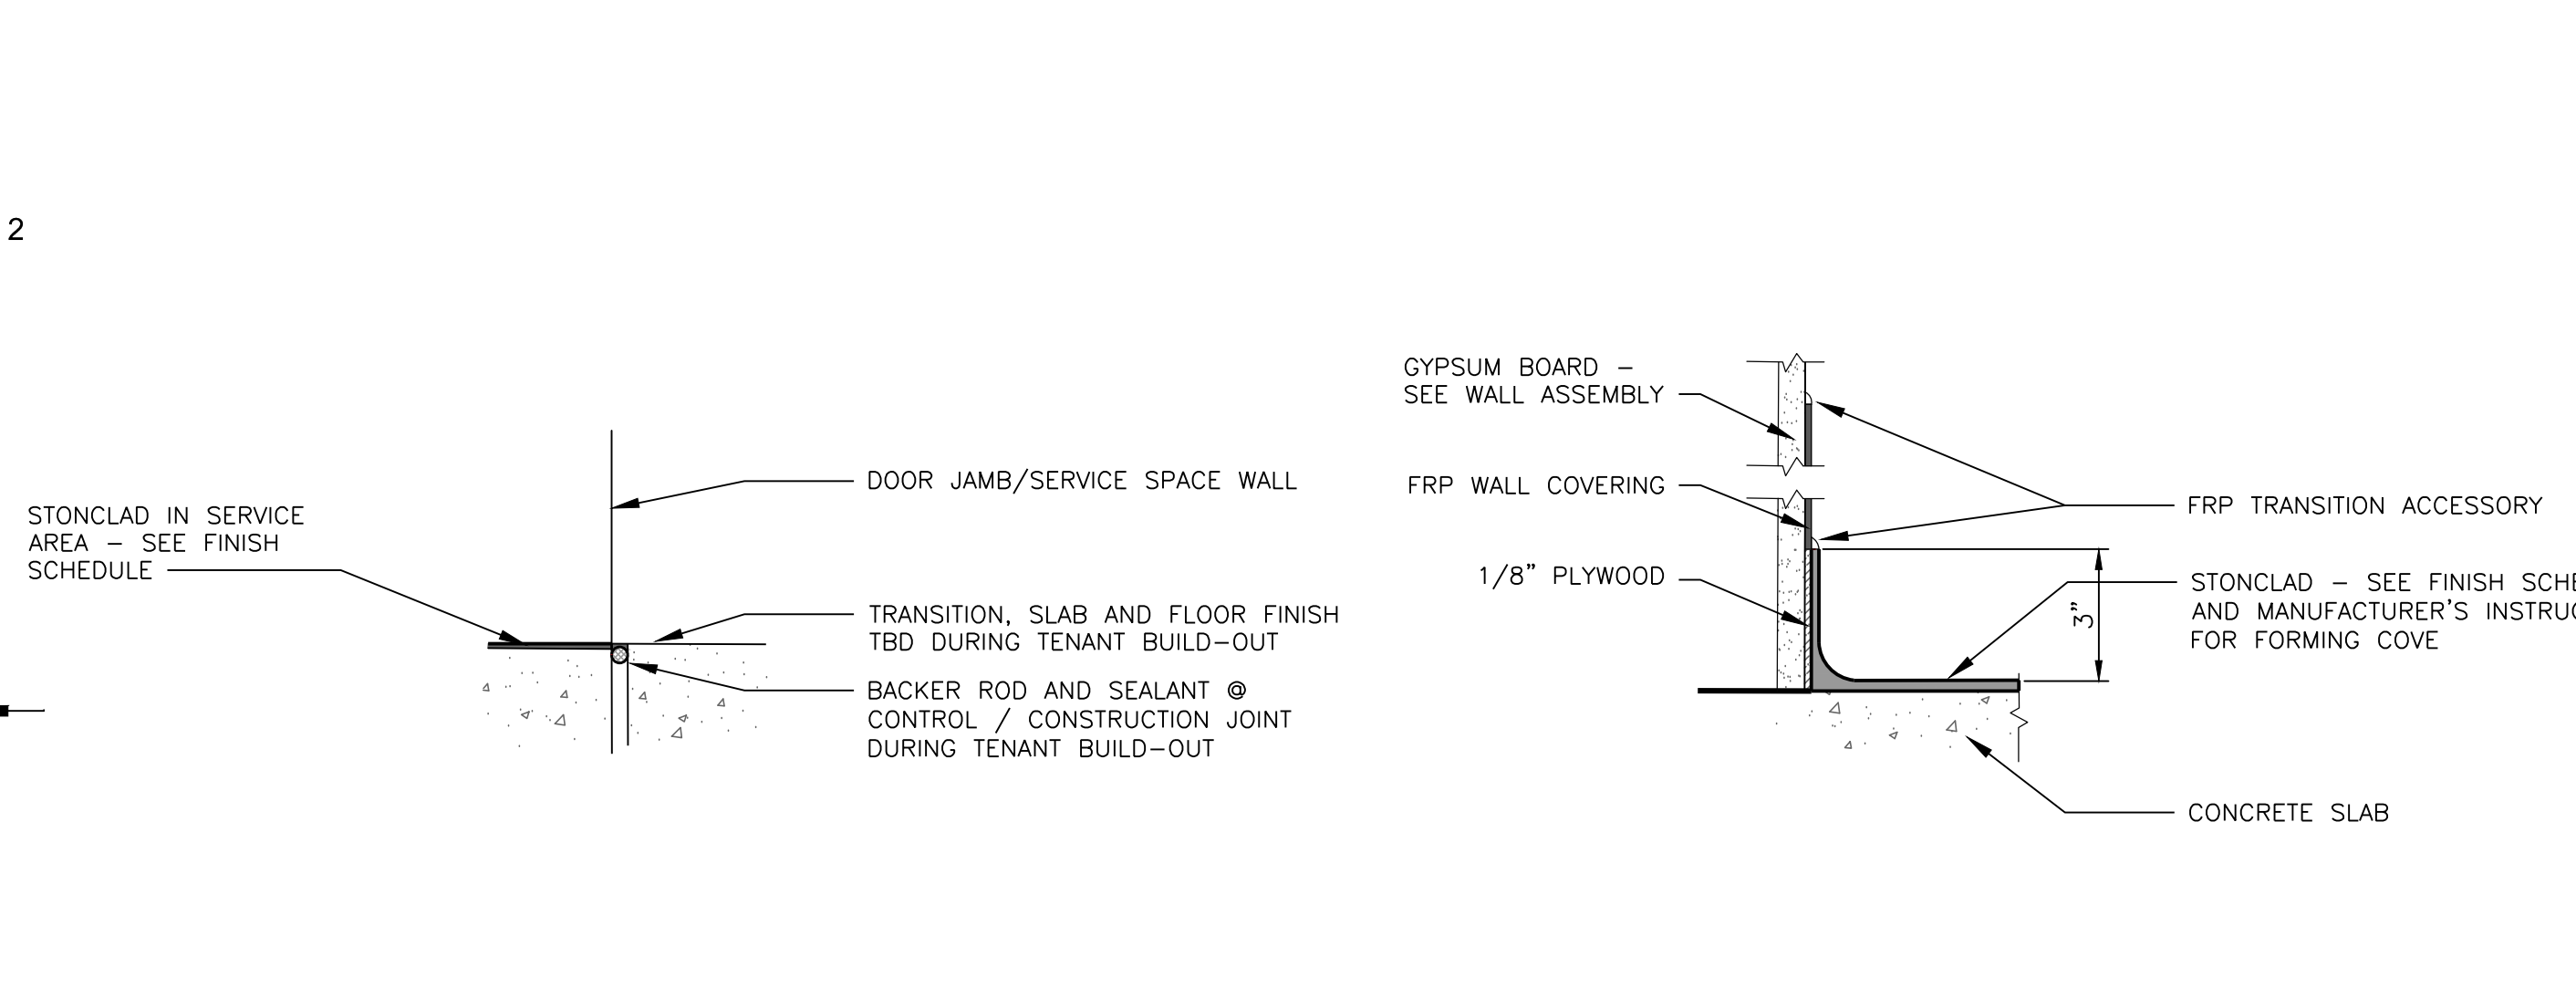 2
STONCLAD IN SERVICE
AREA – SEE FINISH
SCHEDULE
DOOR JAMB/SERVICE SPACE WALL
TRANSITION, SLAB AND FLOOR FINISH
TBD DURING TENANT BUILD–OUT
BACKER ROD AND SEALANT @
CONTROL / CONSTRUCTION JOINT
DURING TENANT BUILD–OUT
GYPSUM BOARD –
SEE WALL ASSEMBLY
FRP WALL COVERING
1/8” PLYWOOD
FRP TRANSITION ACCESSORY
3”
STONCLAD – SEE FINISH
AND MANUFACTURER’S
FOR FORMING COVE
CONCRETE SLAB